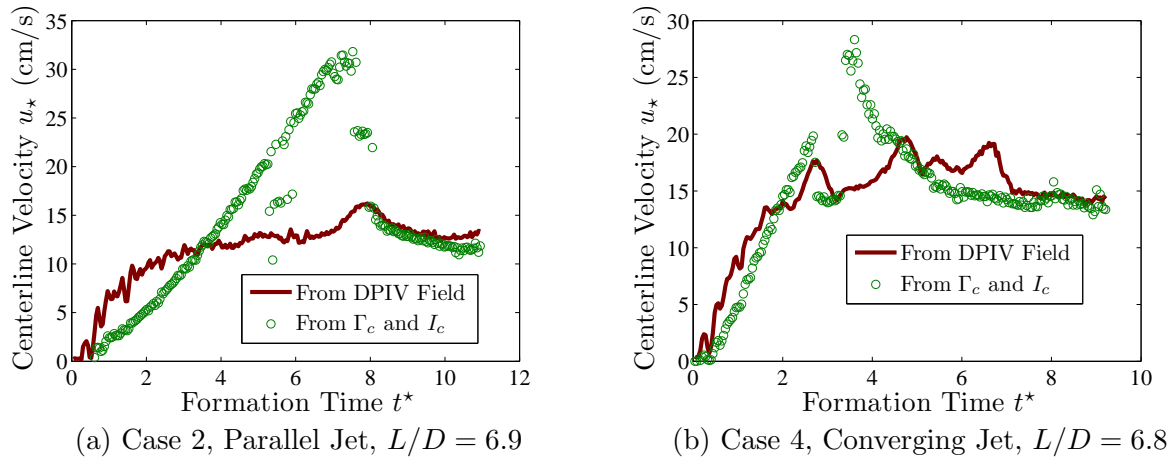 35
30
25
20
15
10
5
0
Centerline Velocity u⋆ (cm/s)
From DPIV Field
From Γc and Ic
0 2 4 6 8 10 12
Formation Time t⋆
(a) Case 2, Parallel Jet, L/D = 6.9
30
25
20
15
10
5
0
Centerline Velocity u⋆ (cm/s)
From DPIV Field
From Γc and Ic
0 2 4 6 8 10
Formation Time t⋆
(b) Case 4, Converging Jet, L/D = 6.8